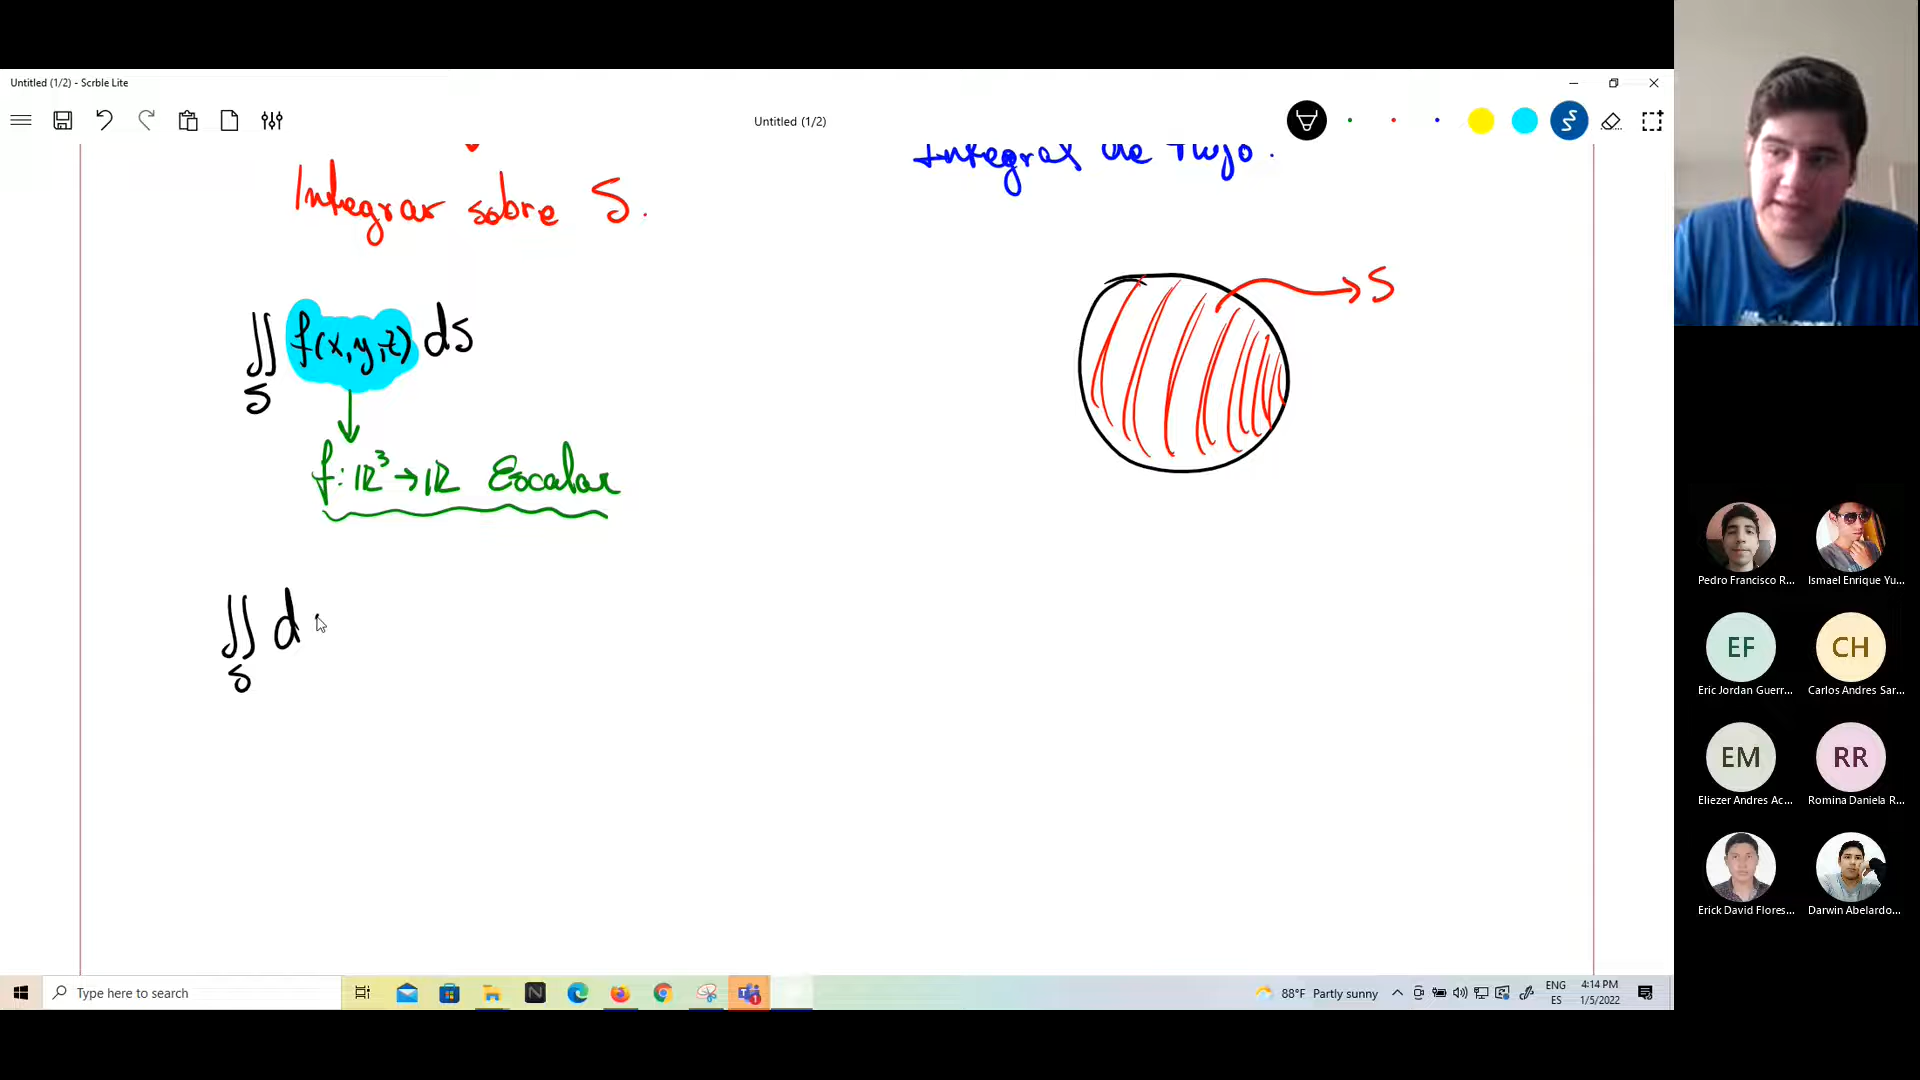 Untitled (1/2) - Scrble Lite
Untitled (1/2)
Integral de Flujo.
Integrar sobre S.
S
∬ f(x,y,z) ds
S
f: ℝ³ → ℝ Escalar
∬ d
S
Pedro Francisco R...
Ismael Enrique Yu...
EF
CH
Eric Jordan Guerr...
Carlos Andres Sar...
EM
RR
Eliezer Andres Ac...
Romina Daniela R...
Erick David Flores...
Darwin Abelardo...
Type here to search
N
1
88°F Partly sunny
ENG
ES
4:14 PM
1/5/2022